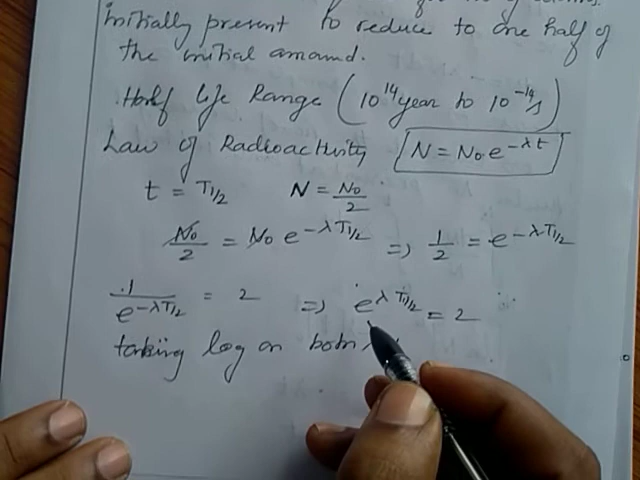 initially present to reduce to one half of
the initial amound.
Half life Range (10¹⁴ year to 10⁻¹⁴ s)
Law of Radioactivity N = N₀ e^(-λt)
t = T1/2 N = N₀/2
N₀/2 = N₀ e^(-λT1/2) => 1/2 = e^(-λT1/2)
1/e^(-λT1/2) = 2 => e^(λT1/2) = 2
taking log on both